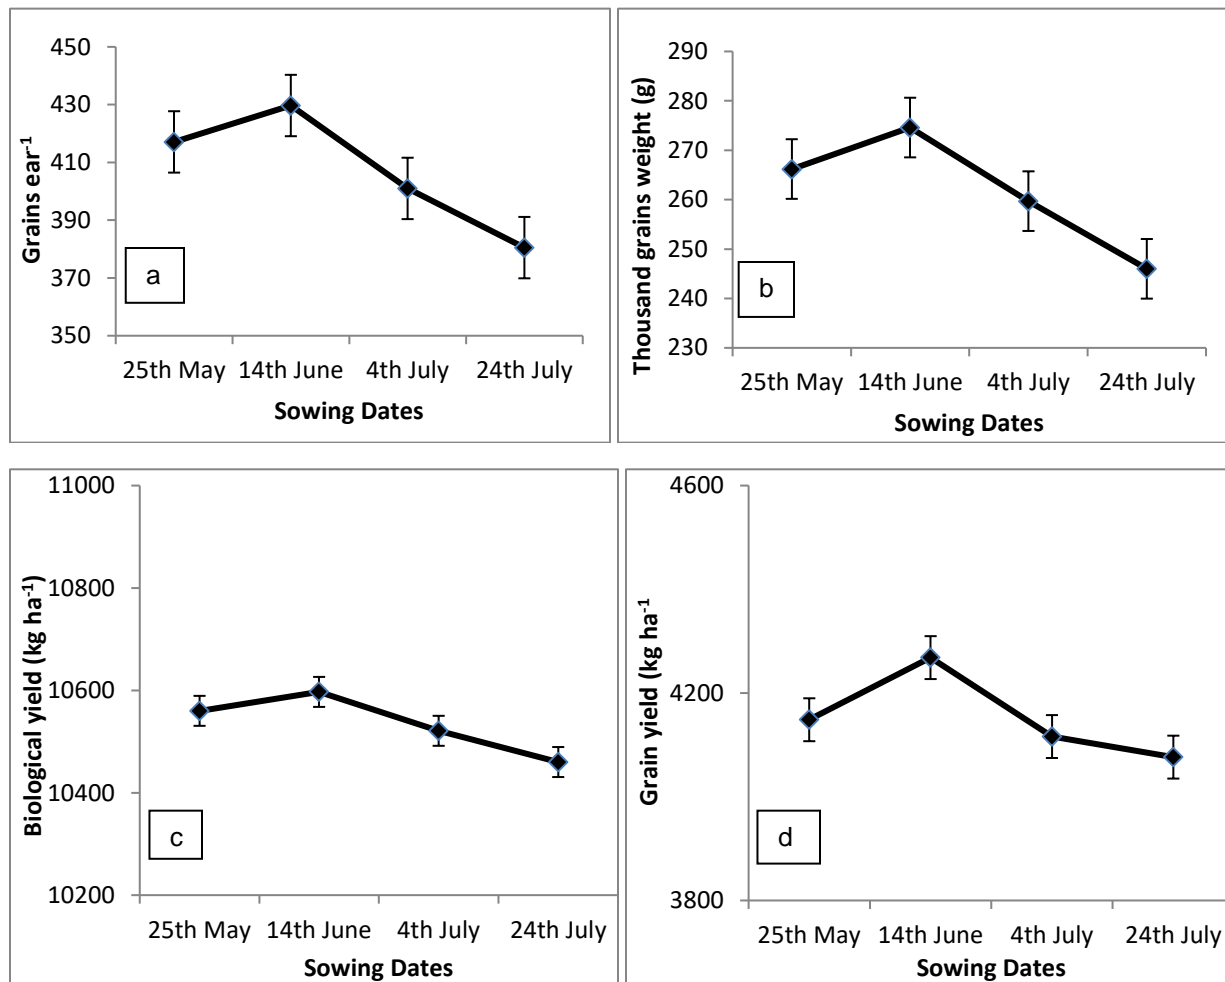 Grains ear-1
450
430
410
390
370
350
a
25th May 14th June 4th July 24th July
Sowing Dates
Thousand grains weight (g)
290
280
270
260
250
240
230
b
25th May 14th June 4th July 24th July
Sowing Dates
Biological yield (kg ha-1)
11000
10800
10600
10400
10200
c
25th May 14th June 4th July 24th July
Sowing Dates
Grain yield (kg ha-1
4600
4200
3800
d
25th May 14th June 4th July 24th July
Sowing Dates